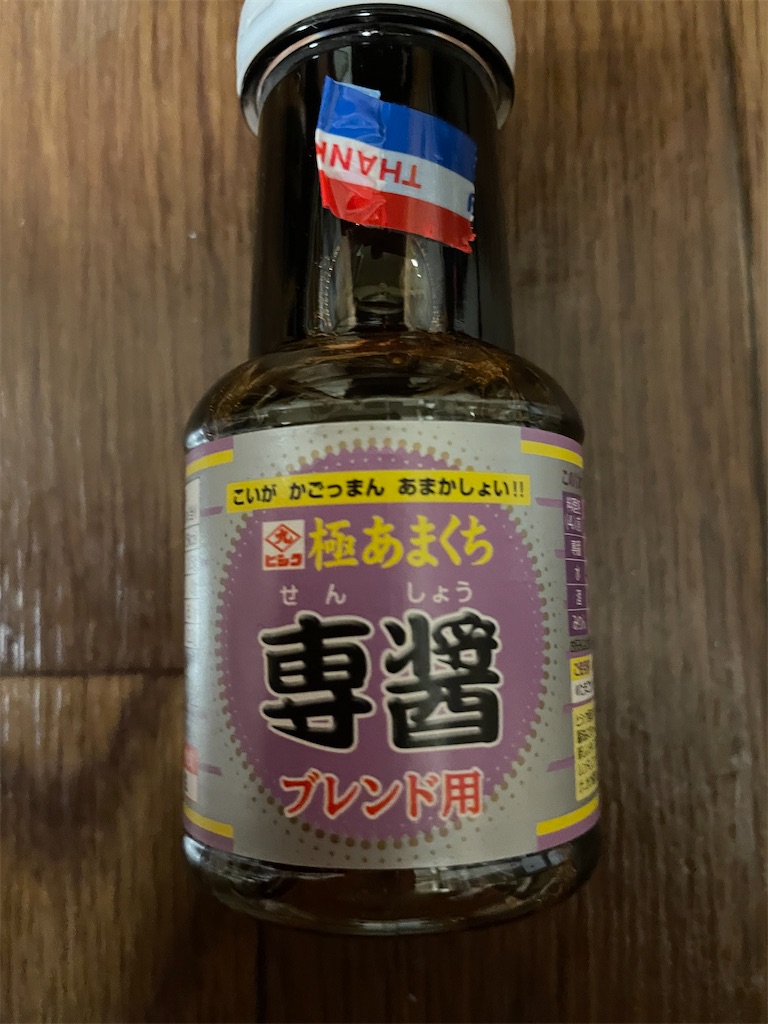 THANK
こいが かごっまん あまかしょい!!
ヒシク
極あまくち
せんしょう
専醤
ブレンド用